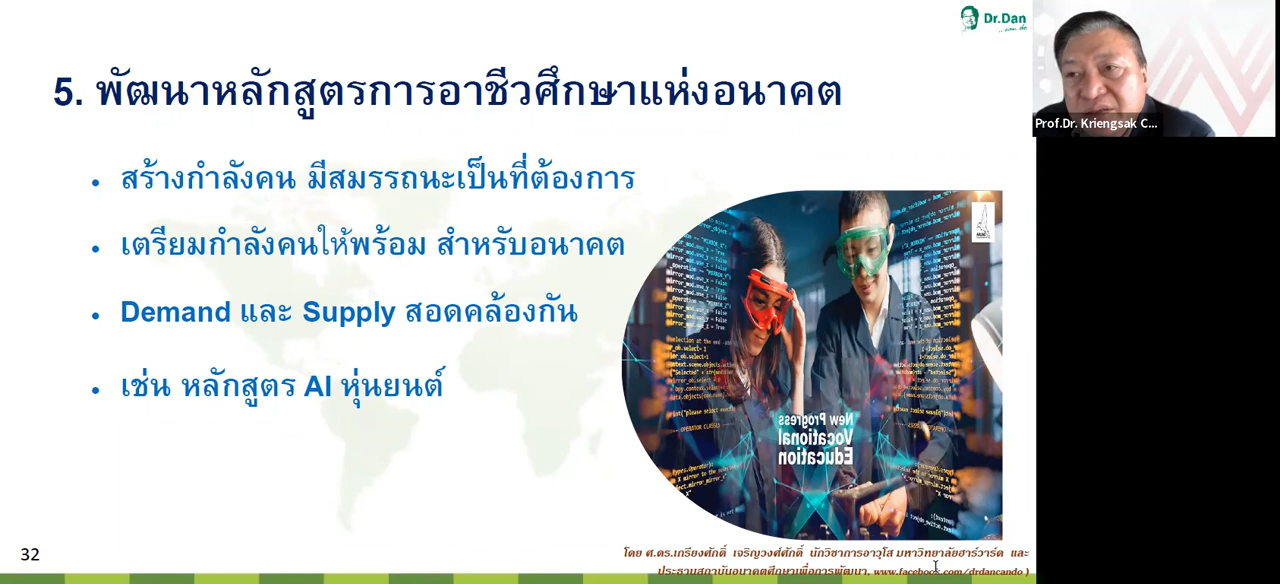 Dr.Dan
.. can do
Prof.Dr. Kriengsak C...
5. พัฒนาหลักสูตรการอาชีวศึกษาแห่งอนาคต
• สร้างกำลังคน มีสมรรถนะเป็นที่ต้องการ
• เตรียมกำลังคนให้พร้อม สำหรับอนาคต
• Demand และ Supply สอดคล้องกัน
• เช่น หลักสูตร AI หุ่นยนต์
New Progress
Vocational
Education
32
โดย ศ.ดร.เกรียงศักดิ์ เจริญวงศ์ศักดิ์ นักวิชาการอาวุโส มหาวิทยาลัยฮาร์วาร์ด และ
ประธานสถาบันอนาคตศึกษาเพื่อการพัฒนา, www.facebook.com/drdancando )